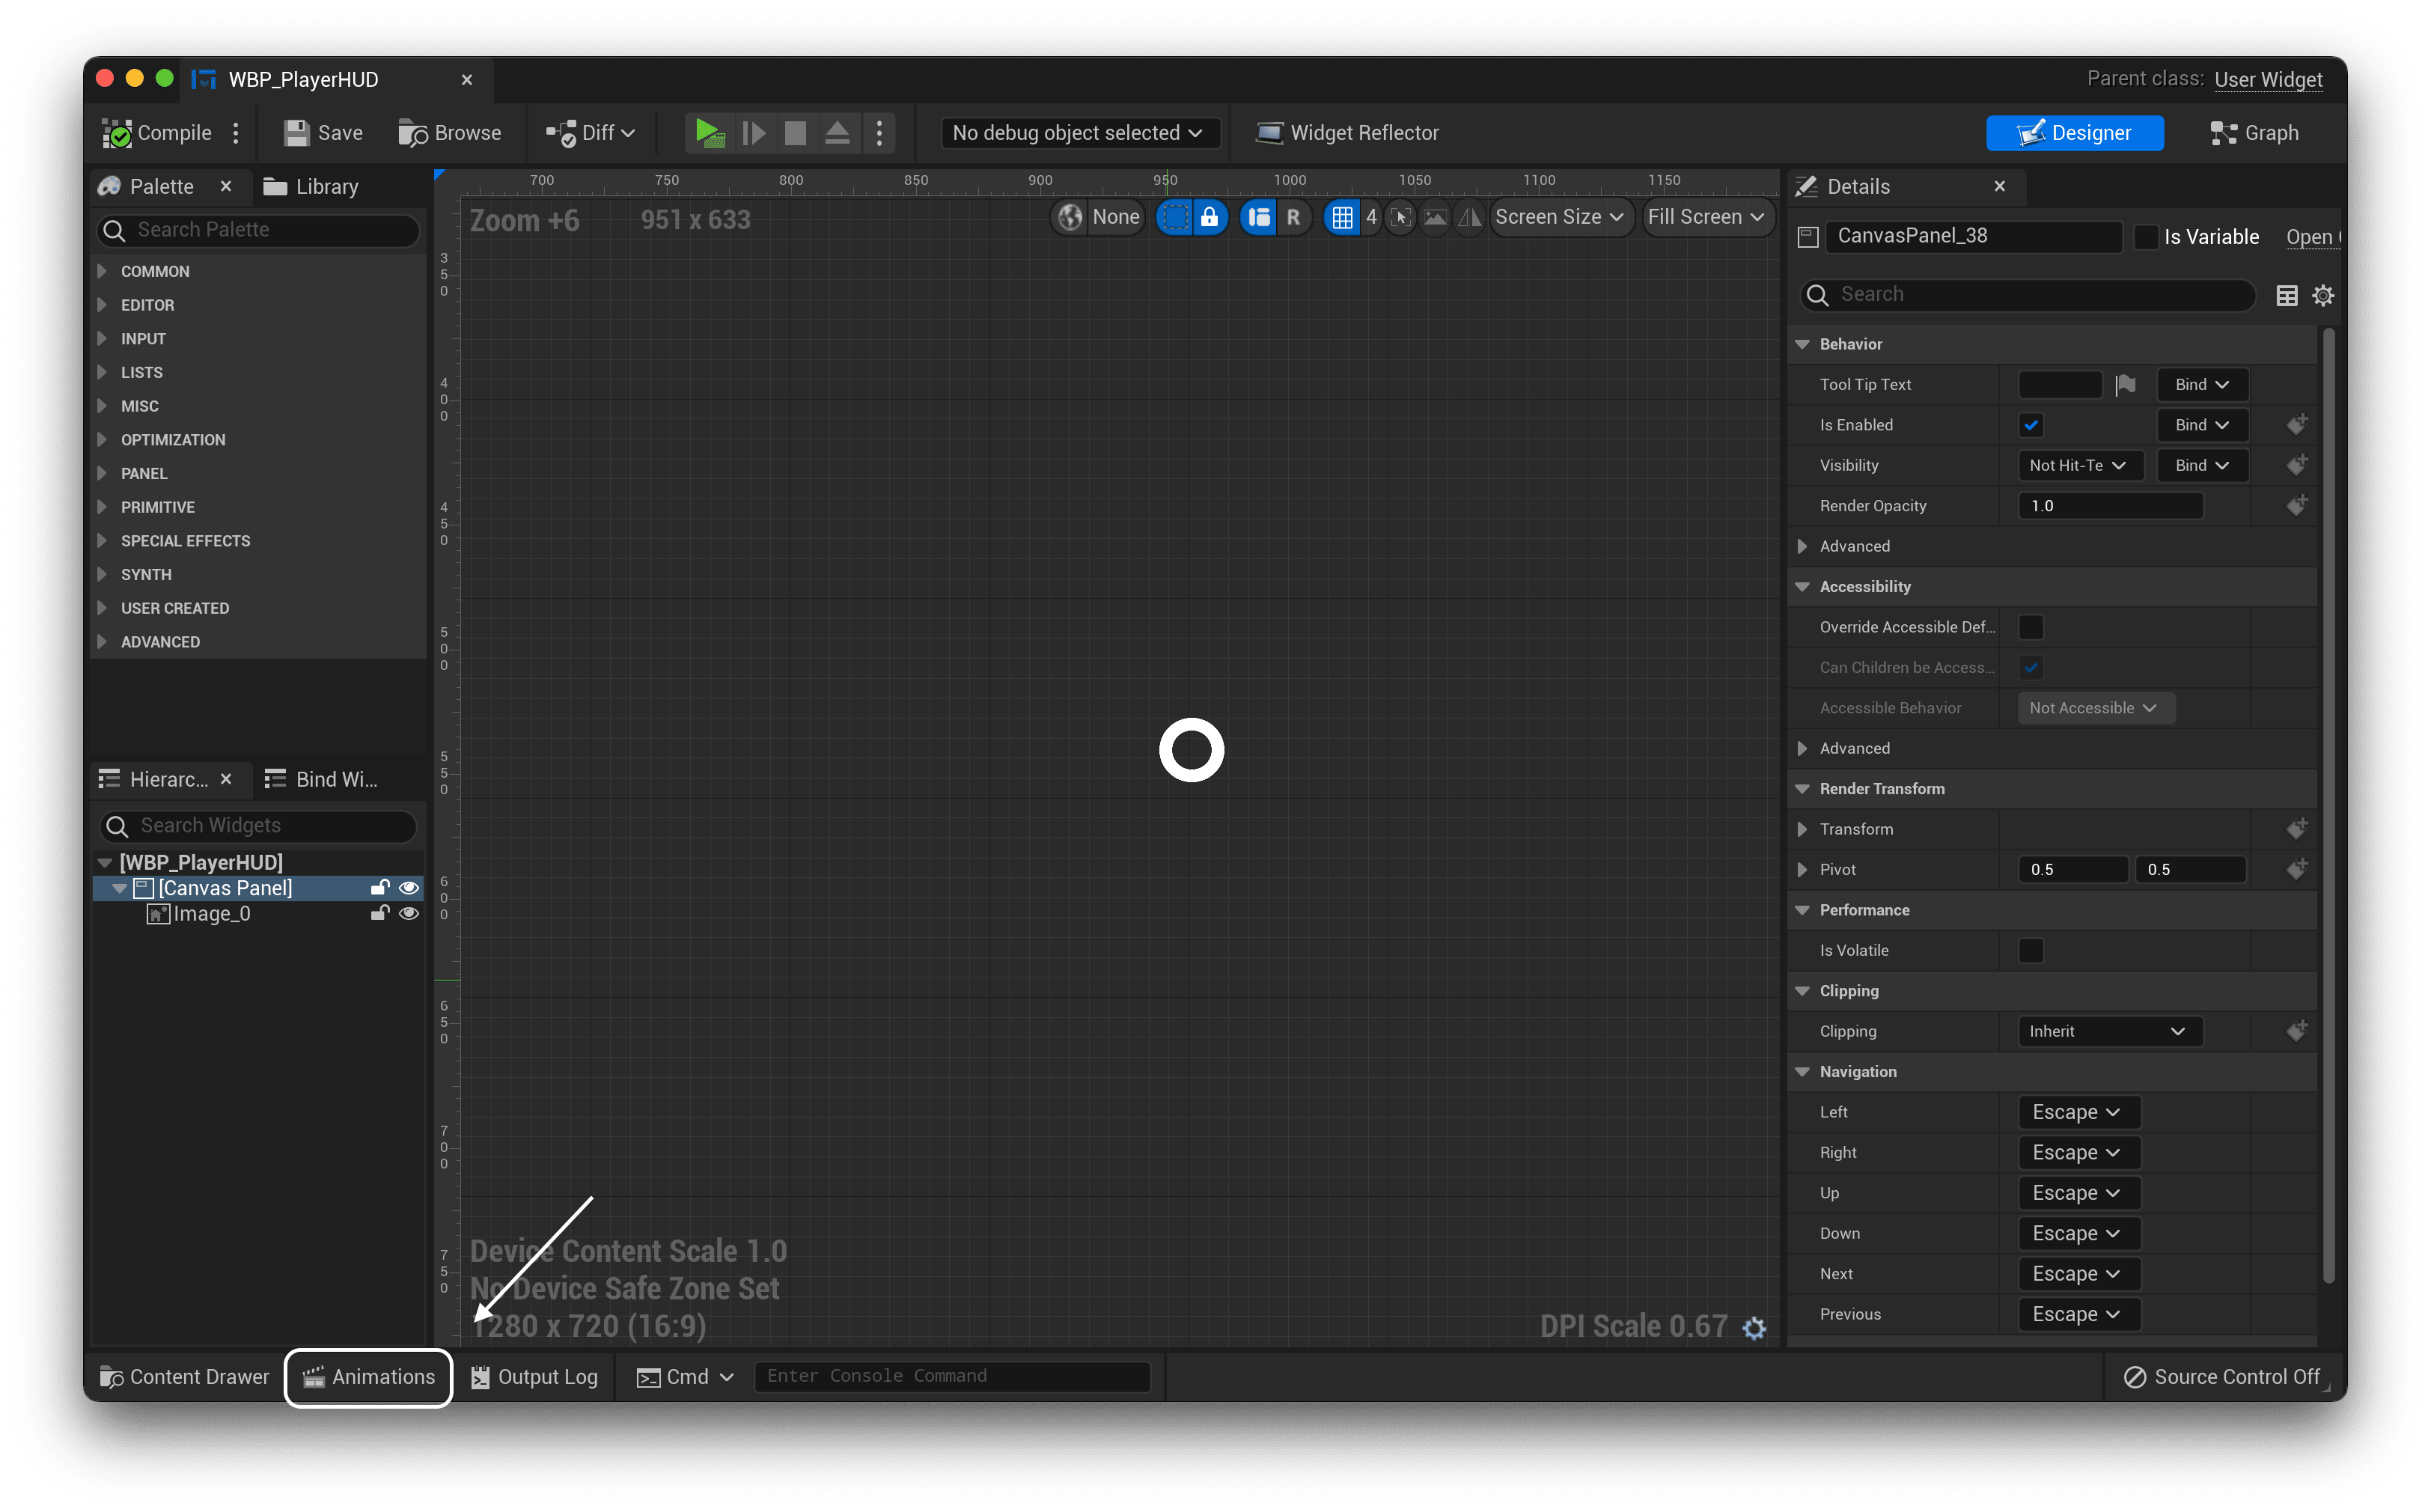 WBP_PlayerHUD
Parent class: User Widget
Compile
Save
Browse
Diff
No debug object selected
Widget Reflector
Designer
Graph
Palette
Library
Search Palette
COMMON
EDITOR
INPUT
LISTS
MISC
OPTIMIZATION
PANEL
PRIMITIVE
SPECIAL EFFECTS
SYNTH
USER CREATED
ADVANCED
Hierarc...
Bind Wi...
Search Widgets
[WBP_PlayerHUD]
[Canvas Panel]
Image_0
700 750 800 850 900 950 1000 1050 1100 1150
Zoom +6
951 x 633
None
R
4
Screen Size
Fill Screen
350
400
450
500
550
600
650
700
750
Device Content Scale 1.0
No Device Safe Zone Set
1280 x 720 (16:9)
DPI Scale 0.67
Details
CanvasPanel_38
Is Variable
Open
Search
Behavior
Tool Tip Text
Bind
Is Enabled
Bind
Visibility
Not Hit-Te
Bind
Render Opacity
1.0
Advanced
Accessibility
Override Accessible Def...
Can Children be Access...
Accessible Behavior
Not Accessible
Advanced
Render Transform
Transform
Pivot
0.5
0.5
Performance
Is Volatile
Clipping
Clipping
Inherit
Navigation
Left
Escape
Right
Escape
Up
Escape
Down
Escape
Next
Escape
Previous
Escape
Content Drawer
Animations
Output Log
Cmd
Enter Console Command
Source Control Off